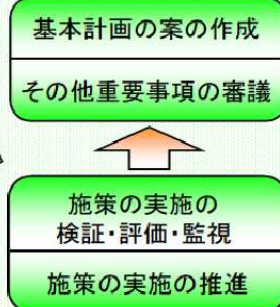 基本計画の案の作成
その他重要事項の審議
施策の実施の
検証・評価・監視
施策の実施の推進